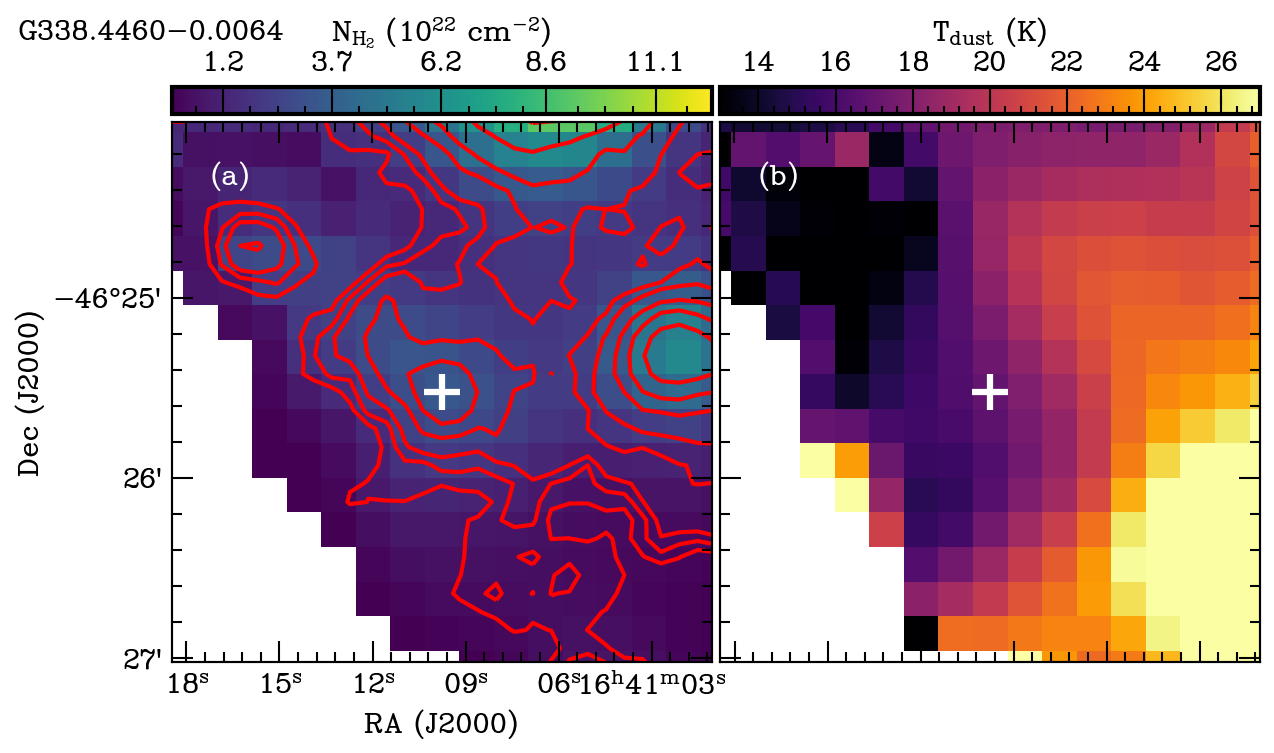 G338.4460−0.0064 N_H₂ (10²² cm⁻²) T_dust (K)
1.2 3.7 6.2 8.6 11.1 14 16 18 20 22 24 26
(a) (b)
−46°25'
Dec (J2000)
26'
27'
18ˢ 15ˢ 12ˢ 09ˢ 06ˢ 16ʰ41ᵐ03ˢ
RA (J2000)